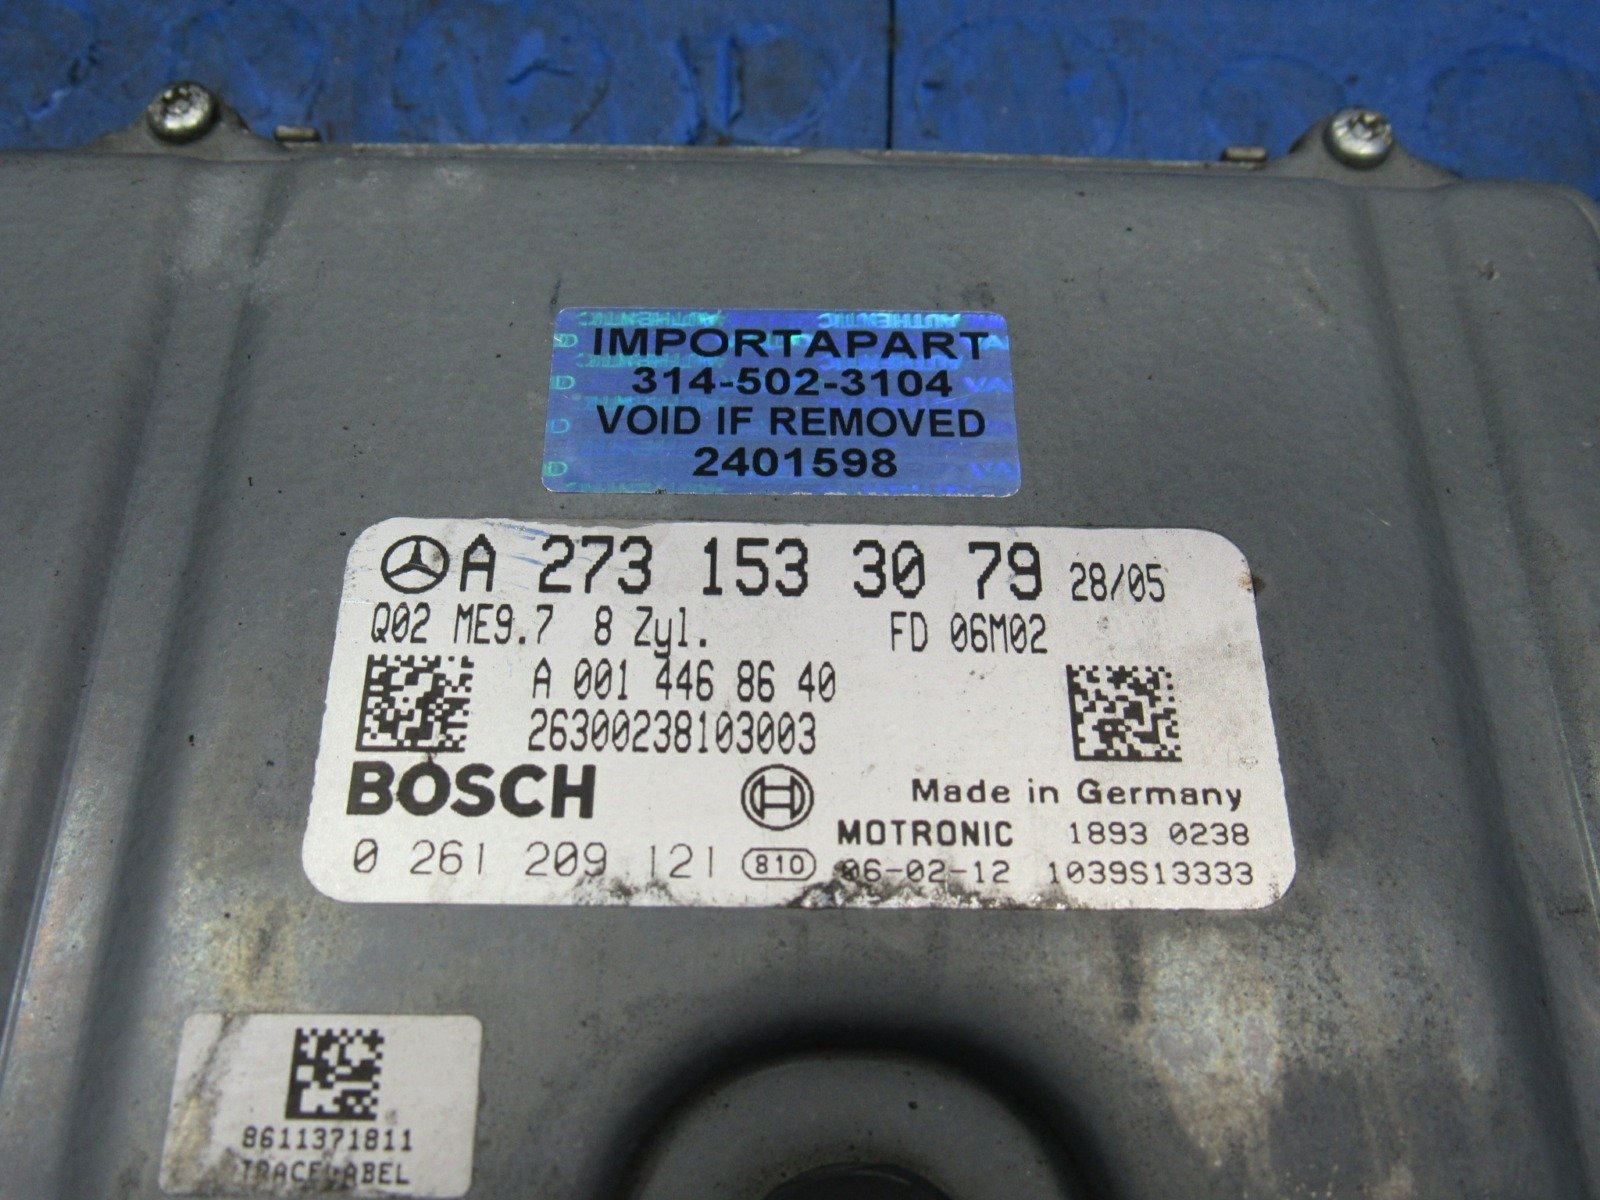 IMPORTAPART
314-502-3104
VOID IF REMOVED
2401598
A 273 153 30 79 28/05
Q02 ME9.7 8 Zyl. FD 06M02
A 001 446 86 40
26300238103003
BOSCH
Made in Germany
MOTRONIC 1893 0238
0 261 209 121 810 06-02-12 1039S13333
8611371811
TRACELABEL